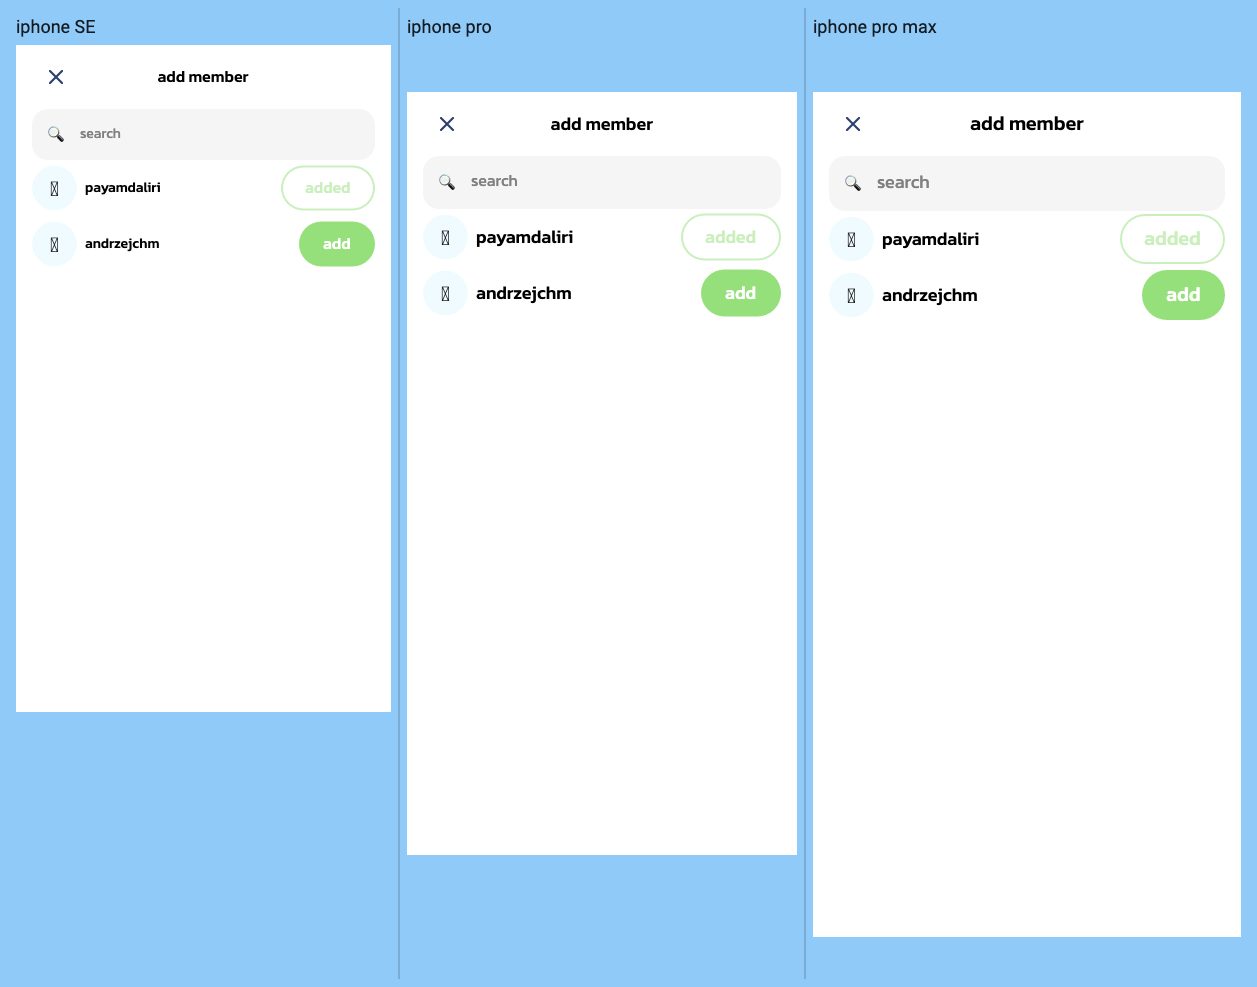 iphone SE
add member
search
payamdaliri
added
andrzejchm
add
iphone pro
add member
search
payamdaliri
added
andrzejchm
add
iphone pro max
add member
search
payamdaliri
added
andrzejchm
add